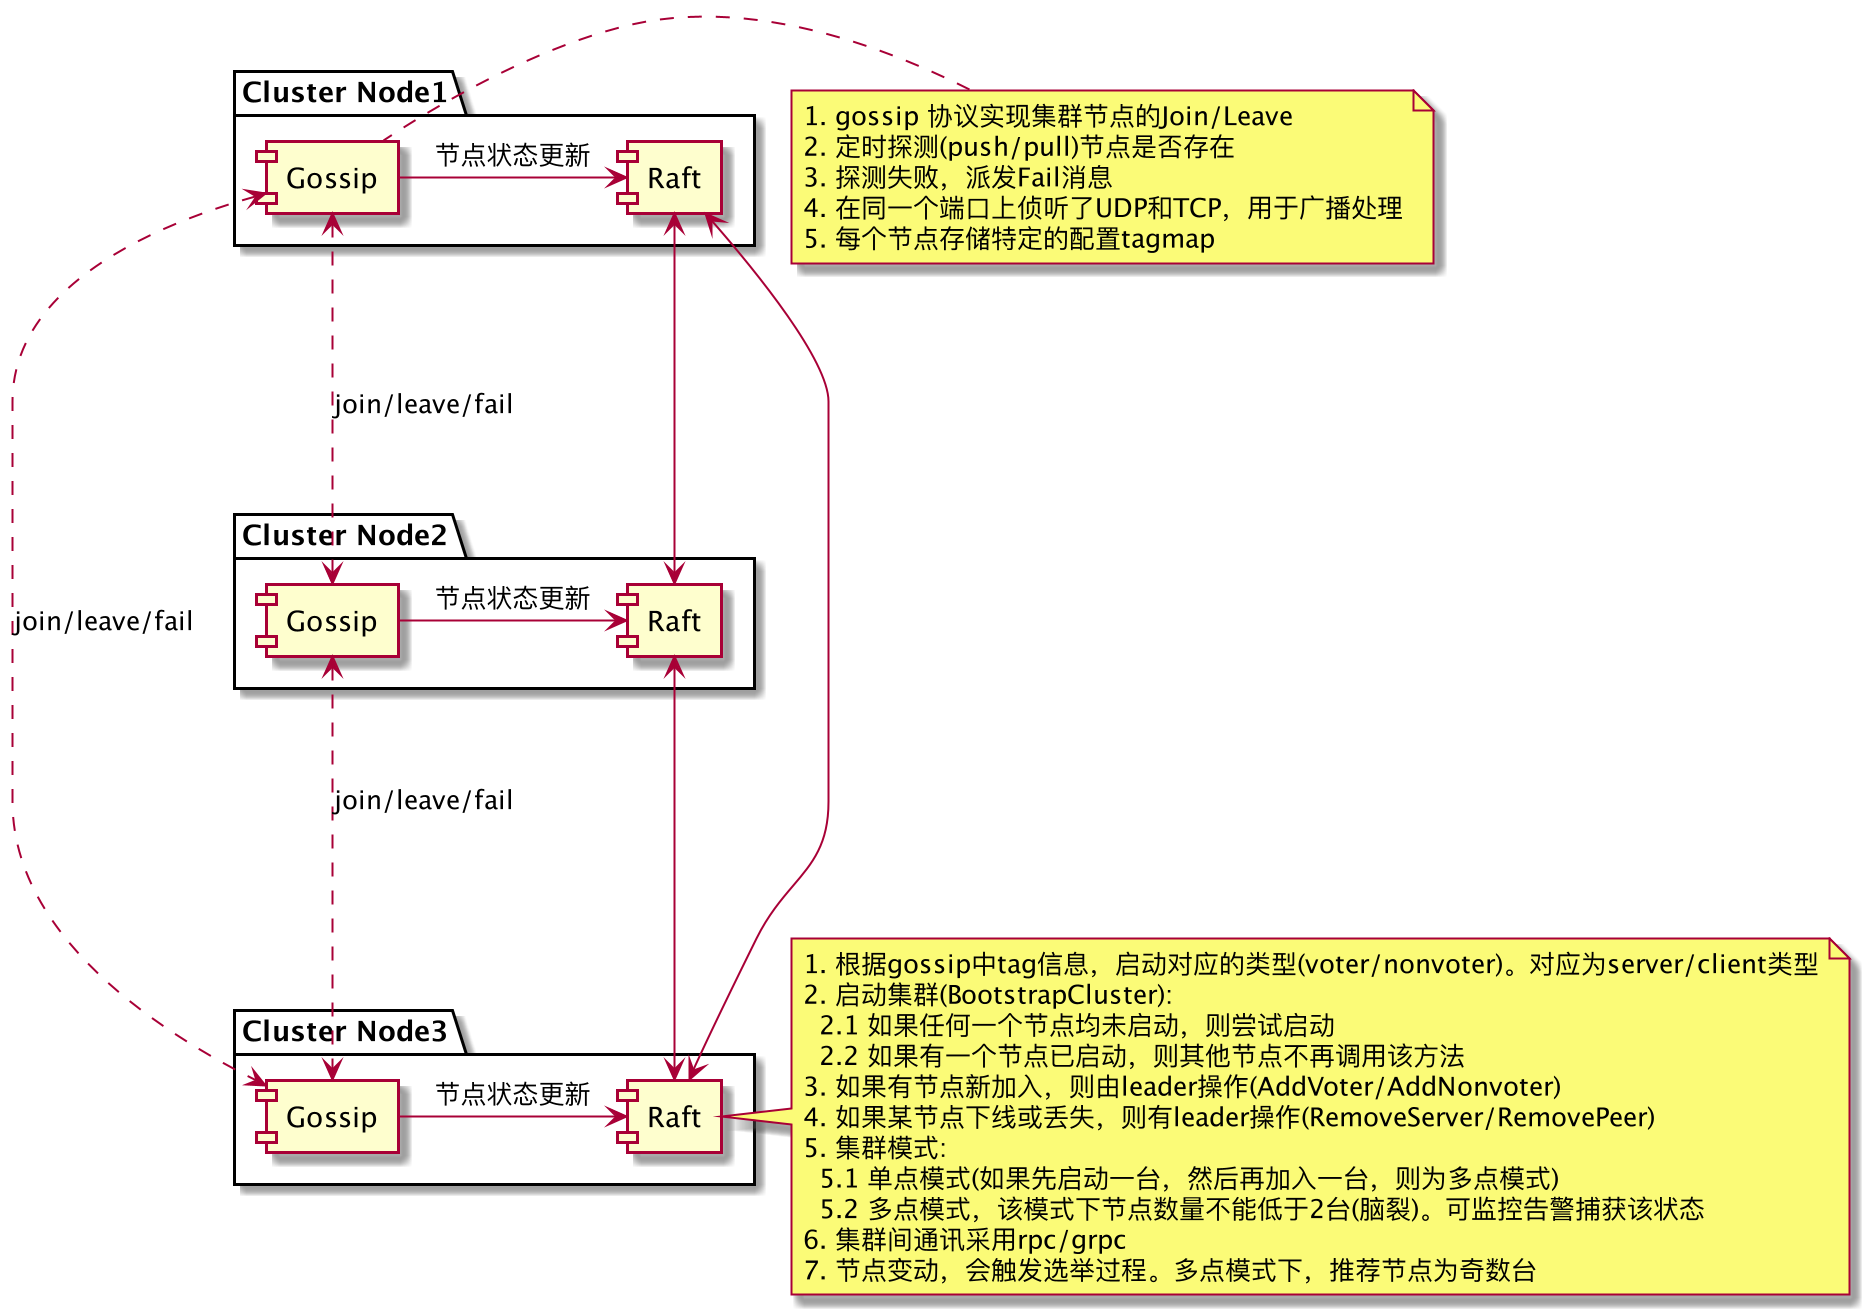 Cluster Node1
Gossip
节点状态更新
Raft
1. gossip 协议实现集群节点的Join/Leave
2. 定时探测(push/pull)节点是否存在
3. 探测失败，派发Fail消息
4. 在同一个端口上侦听了UDP和TCP，用于广播处理
5. 每个节点存储特定的配置tagmap
join/leave/fail
Cluster Node2
Gossip
节点状态更新
Raft
join/leave/fail
join/leave/fail
Cluster Node3
Gossip
节点状态更新
Raft
1. 根据gossip中tag信息，启动对应的类型(voter/nonvoter)。对应为server/client类型
2. 启动集群(BootstrapCluster):
2.1 如果任何一个节点均未启动，则尝试启动
2.2 如果有一个节点已启动，则其他节点不再调用该方法
3. 如果有节点新加入，则由leader操作(AddVoter/AddNonvoter)
4. 如果某节点下线或丢失，则有leader操作(RemoveServer/RemovePeer)
5. 集群模式:
5.1 单点模式(如果先启动一台，然后再加入一台，则为多点模式)
5.2 多点模式，该模式下节点数量不能低于2台(脑裂)。可监控告警捕获该状态
6. 集群间通讯采用rpc/grpc
7. 节点变动，会触发选举过程。多点模式下，推荐节点为奇数台